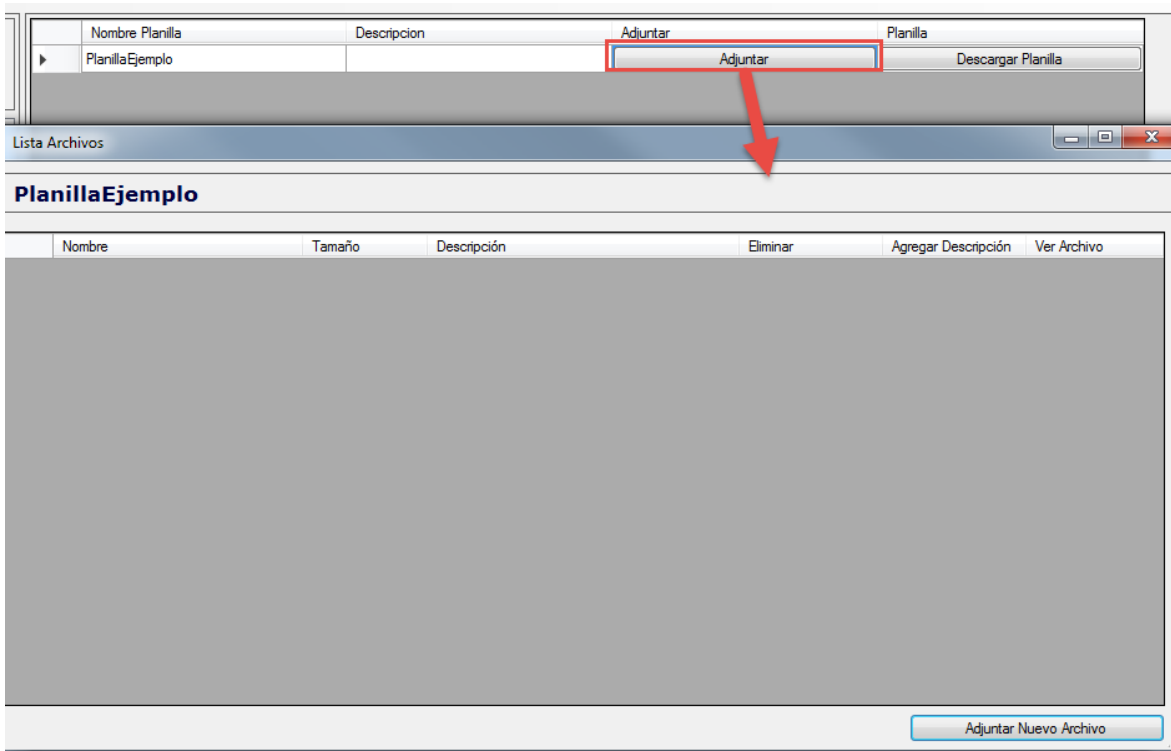 Nombre Planilla Descripcion Adjuntar Planilla
PlanillaEjemplo Adjuntar Descargar Planilla
Lista Archivos
PlanillaEjemplo
Nombre Tamaño Descripción Eliminar Agregar Descripción Ver Archivo
Adjuntar Nuevo Archivo